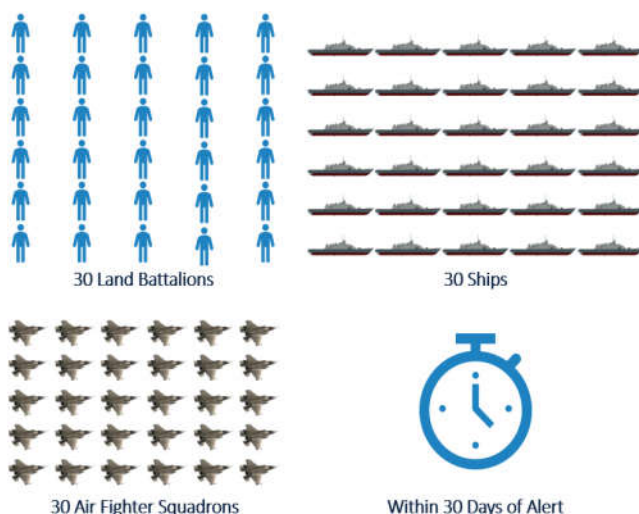 30 Land Battalions
30 Ships
30 Air Fighter Squadrons
Within 30 Days of Alert